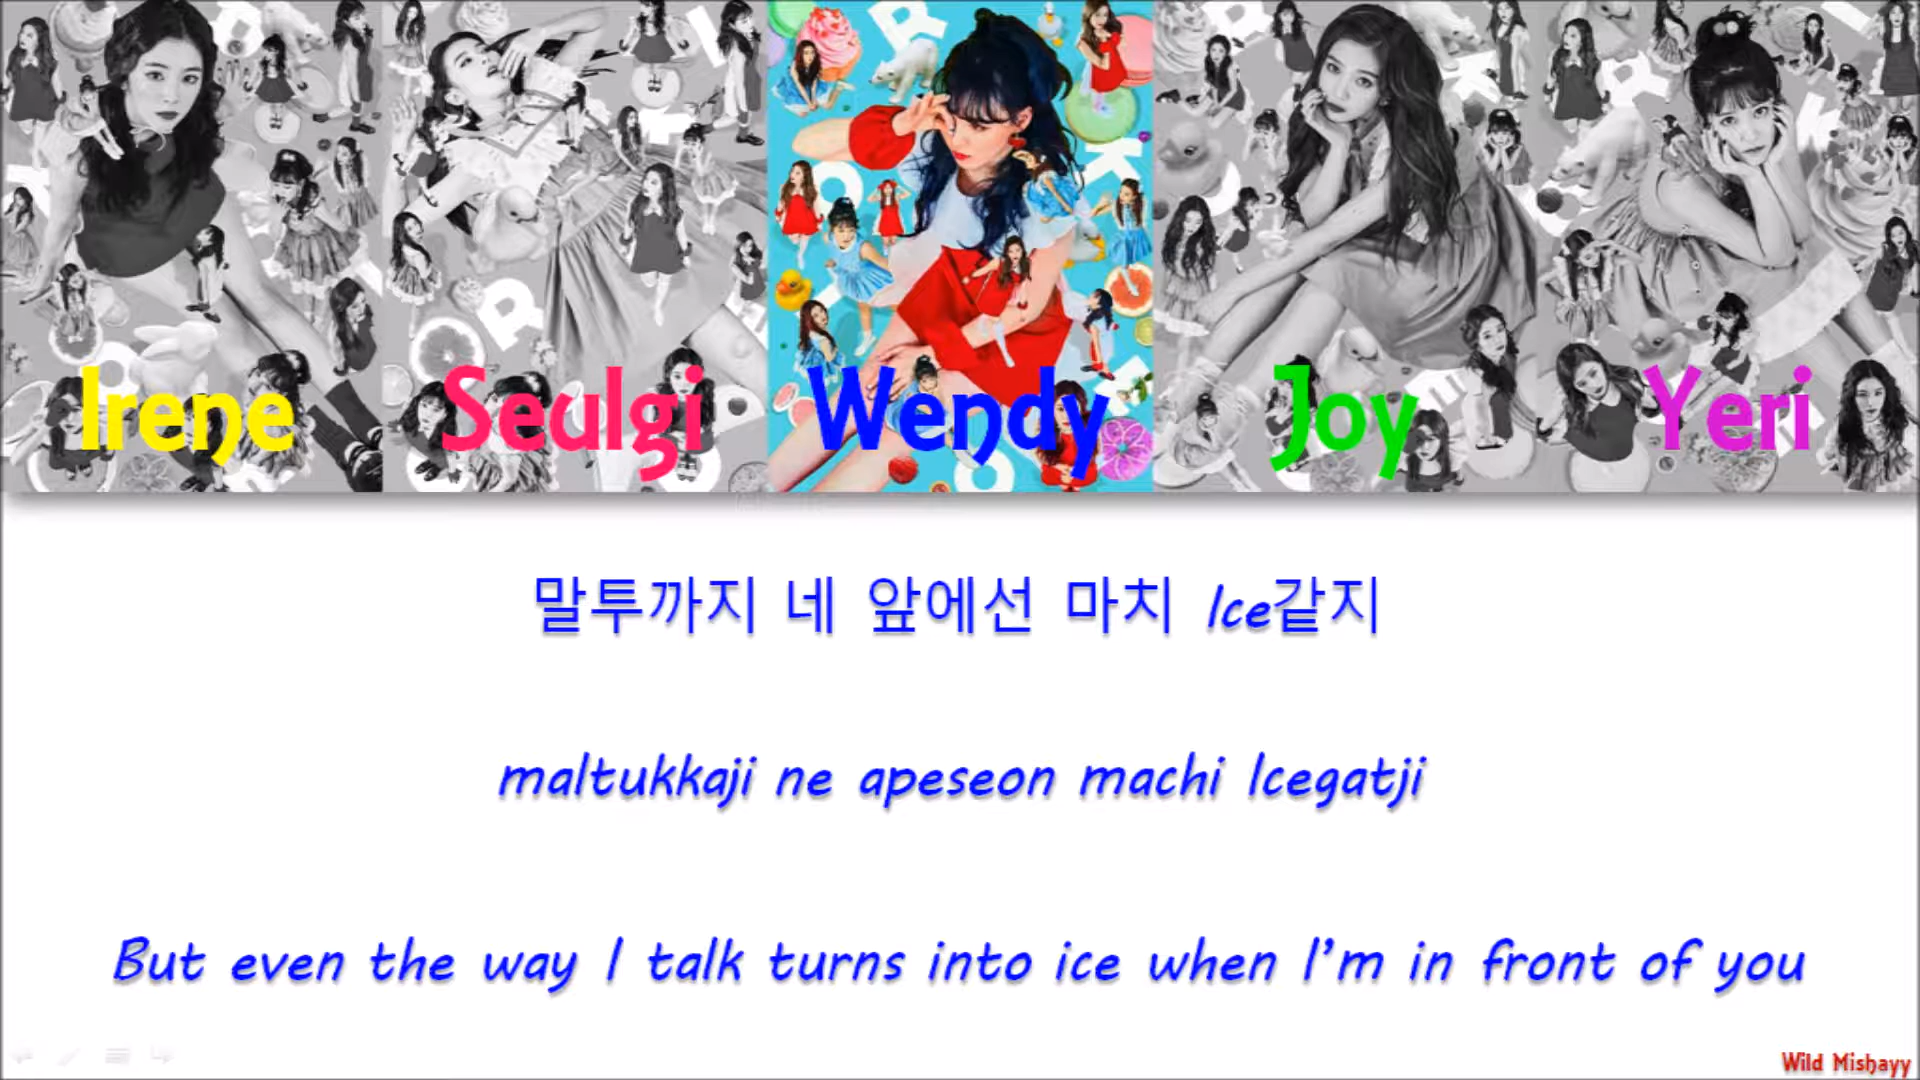 Irene Seulgi Wendy Joy Yeri
말투까지 네 앞에선 마치 Ice같지
maltukkaji ne apeseon machi Icegatji
But even the way I talk turns into ice when I'm in front of you
Wild Mishayy